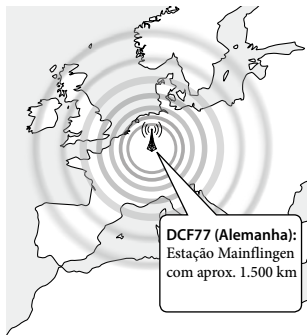 DCF77 (Alemanha):
Estação Mainflingen
com aprox. 1.500 km